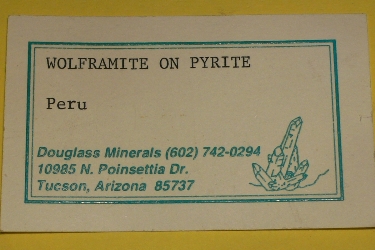 WOLFRAMITE ON PYRITE
Peru
Douglass Minerals (602) 742-0294
10985 N. Poinsettia Dr.
Tucson, Arizona 85737